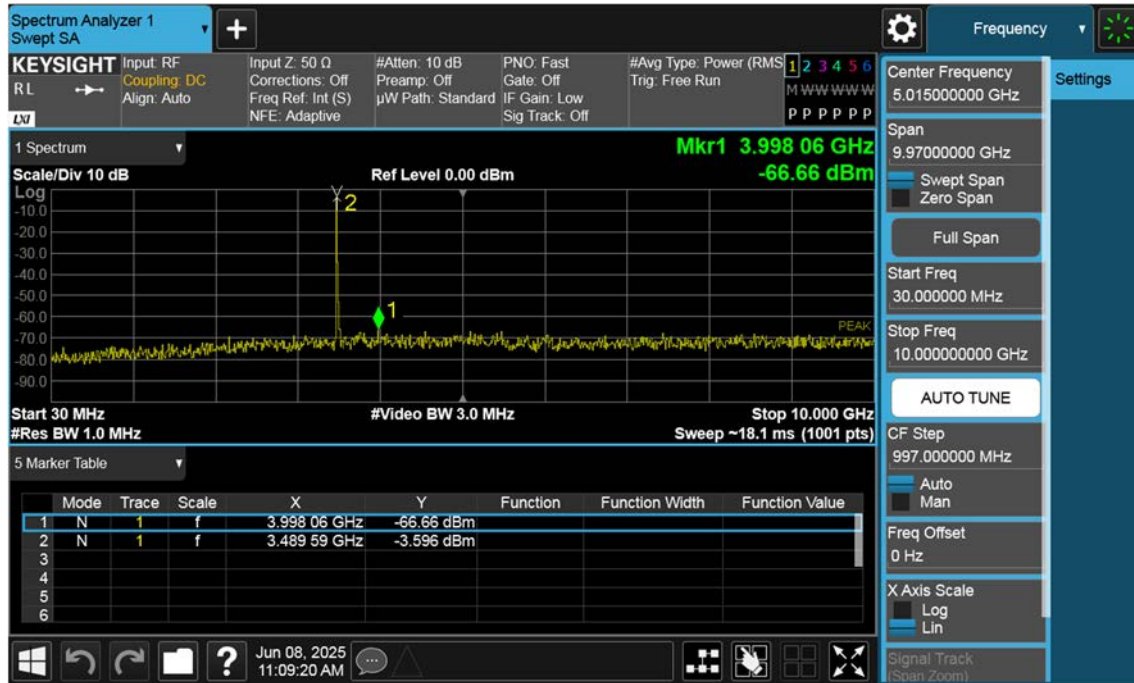 Spectrum Analyzer 1
Swept SA
Frequency
KEYSIGHT
RL
LXI
Input: RF
Coupling: DC
Align: Auto
Input Z: 50 Ω
Corrections: Off
Freq Ref: Int (S)
NFE: Adaptive
#Atten: 10 dB
Preamp: Off
µW Path: Standard
PNO: Fast
Gate: Off
IF Gain: Low
Sig Track: Off
#Avg Type: Power (RMS
Trig: Free Run
1 2 3 4 5 6
M W W W W W
P P P P P P
1 Spectrum
Mkr1 3.998 06 GHz
-66.66 dBm
Scale/Div 10 dB
Ref Level 0.00 dBm
Log
-10.0
-20.0
-30.0
-40.0
-50.0
-60.0
-70.0
-80.0
-90.0
2
1
PEAK
Start 30 MHz
#Video BW 3.0 MHz
Stop 10.000 GHz
#Res BW 1.0 MHz
Sweep ~18.1 ms (1001 pts)
5 Marker Table
Mode Trace Scale X Y Function Function Width Function Value
1 N 1 f 3.998 06 GHz -66.66 dBm
2 N 1 f 3.489 59 GHz -3.596 dBm
3
4
5
6
Jun 08, 2025
11:09:20 AM
Center Frequency
5.015000000 GHz
Settings
Span
9.97000000 GHz
Swept Span
Zero Span
Full Span
Start Freq
30.000000 MHz
Stop Freq
10.000000000 GHz
AUTO TUNE
CF Step
997.000000 MHz
Auto
Man
Freq Offset
0 Hz
X Axis Scale
Log
Lin
Signal Track
(Span Zoom)